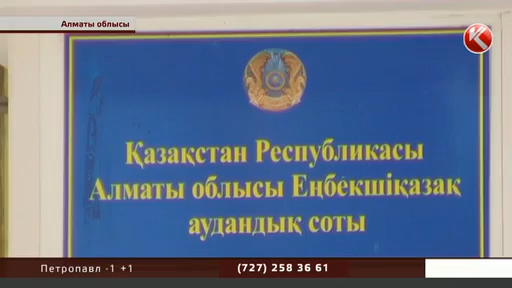 Алматы облысы
Қазақстан Республикасы
Алматы облысы Еңбекшіқазақ
аудандық соты
Петропавл -1 +1
(727) 258 36 61